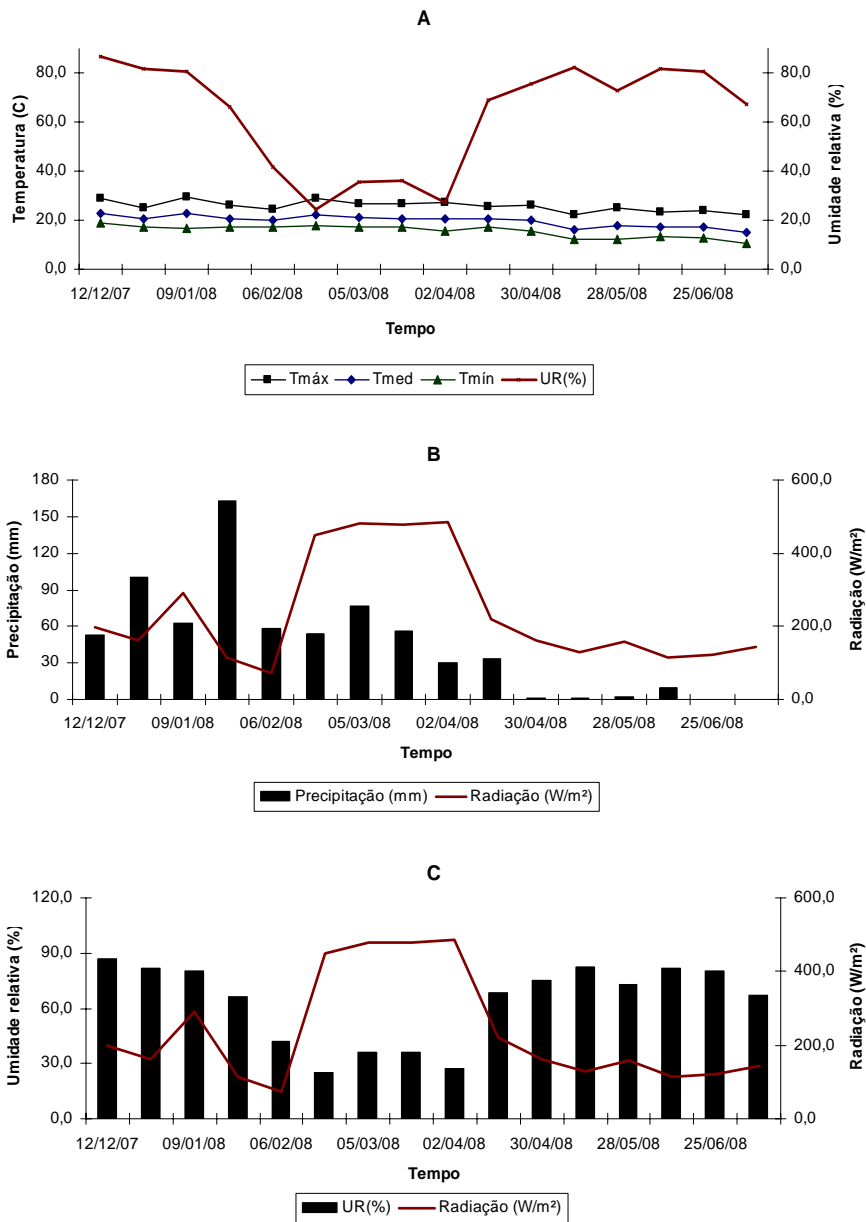 A
80,0
60,0
40,0
20,0
0,0
Temperatura (C)
80,0
60,0
40,0
20,0
0,0
Umidade relativa (%)
12/12/07 09/01/08 06/02/08 05/03/08 02/04/08 30/04/08 28/05/08 25/06/08
Tempo
Tmáx Tmed Tmín UR(%)
B
180
150
120
90
60
30
0
Precipitação (mm)
600,0
400,0
200,0
0,0
Radiação (W/m²)
12/12/07 09/01/08 06/02/08 05/03/08 02/04/08 30/04/08 28/05/08 25/06/08
Tempo
Precipitação (mm) Radiação (W/m²)
C
120,0
90,0
60,0
30,0
0,0
Umidade relativa (%)
600,0
400,0
200,0
0,0
Radiação (W/m²)
12/12/07 09/01/08 06/02/08 05/03/08 02/04/08 30/04/08 28/05/08 25/06/08
Tempo
UR(%) Radiação (W/m²)